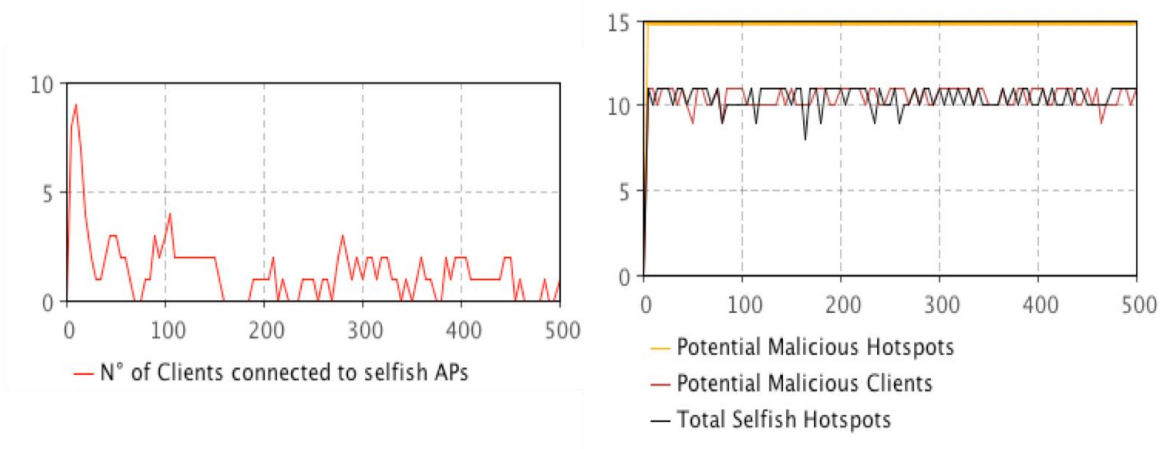 10
5
0
0 100 200 300 400 500
N° of Clients connected to selfish APs
15
10
5
0
0 100 200 300 400 500
Potential Malicious Hotspots
Potential Malicious Clients
Total Selfish Hotspots